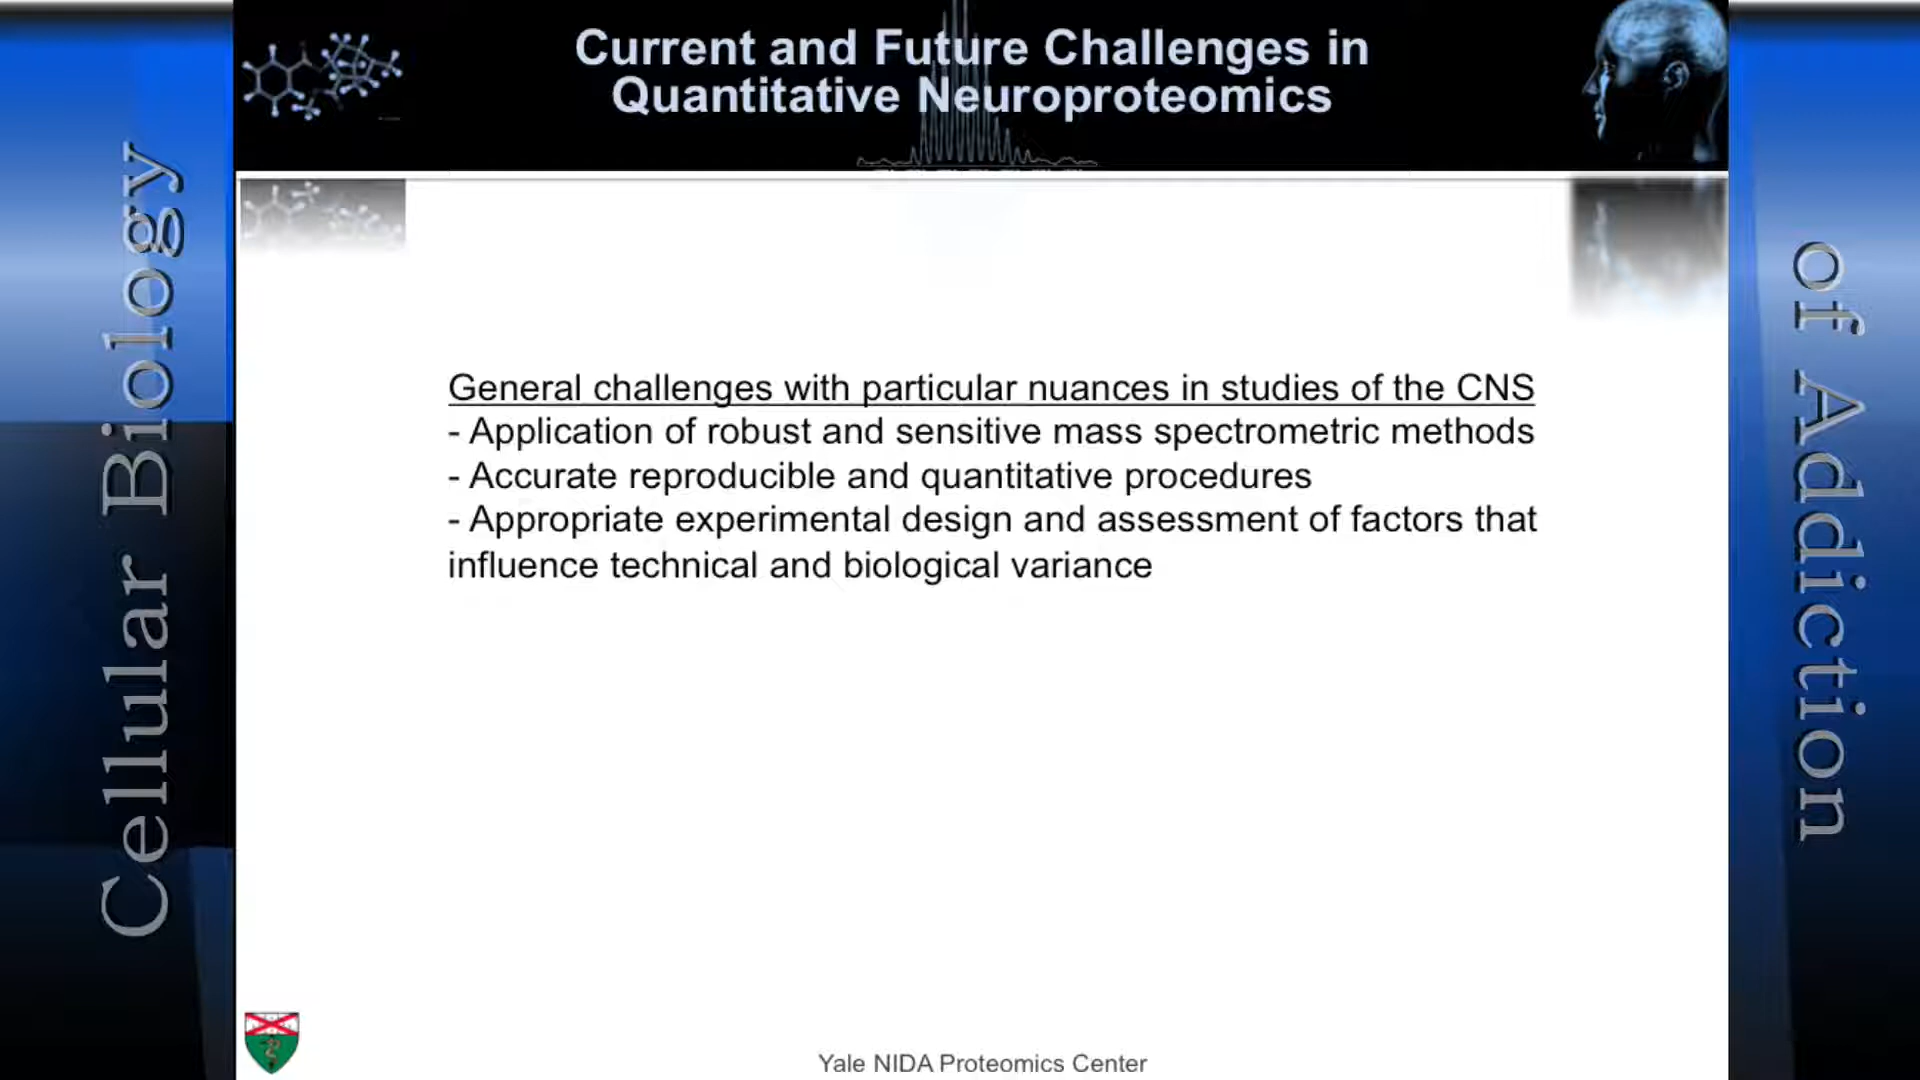 Current and Future Challenges in
Quantitative Neuroproteomics
Cellular Biology
of Addiction
General challenges with particular nuances in studies of the CNS
- Application of robust and sensitive mass spectrometric methods
- Accurate reproducible and quantitative procedures
- Appropriate experimental design and assessment of factors that
influence technical and biological variance
Yale NIDA Proteomics Center